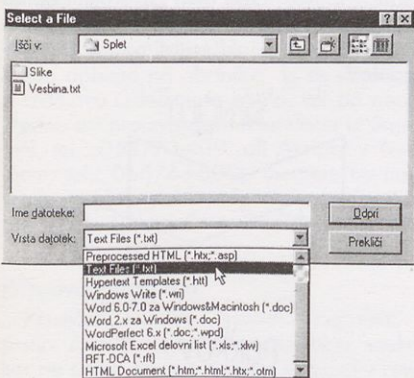 Select a File
Išči v:
Splet
Slike
Vesbina.txt
Ime datoteke:
Odpri
Vrsta datotek:
Text Files (*.txt)
Prekliči
Preprocessed HTML (*.htx;*.asp)
Text Files (*.txt)
Hypertext Templates (*.htt)
Windows Write (*.wri)
Word 6.0-7.0 za Windows&Macintosh (*.doc)
Word 2.x za Windows (*.doc)
WordPerfect 6.x (*.doc;*.wpd)
Microsoft Excel delovni list (*.xls;*.xlw)
RFT-DCA (*.rft)
HTML Document (*.htm;*.html;*.htx;*.otm)